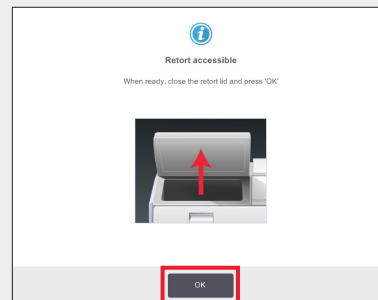 Retort accessible
When ready, close the retort lid and press 'OK'
OK